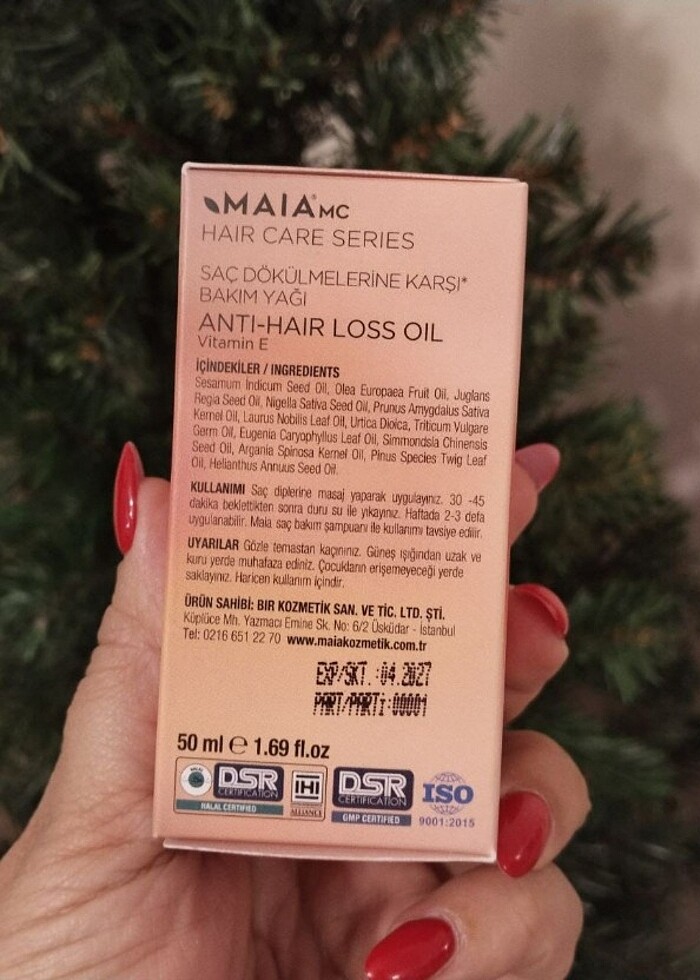 MAIA® MC
HAIR CARE SERIES
SAÇ DÖKÜLMELERİNE KARŞI*
BAKIM YAĞI
ANTI-HAIR LOSS OIL
Vitamin E
İÇİNDEKİLER / INGREDIENTS
Sesamum Indicum Seed Oil, Olea Europaea Fruit Oil, Juglans
Regia Seed Oil, Nigella Sativa Seed Oil, Prunus Amygdalus Sativa
Kernel Oil, Laurus Nobilis Leaf Oil, Urtica Dioica, Triticum Vulgare
Germ Oil, Eugenia Caryophyllus Leaf Oil, Simmondsia Chinensis
Seed Oil, Argania Spinosa Kernel Oil, Pinus Species Twig Leaf
Oil, Helianthus Annuus Seed Oil.
KULLANIMI Saç diplerine masaj yaparak uygulayınız. 30 -45
dakika beklettikten sonra duru su ile yıkayınız. Haftada 2-3 defa
uygulanabilir. Maia saç bakım şampuanı ile kullanımı tavsiye edilir.
UYARILAR Gözle temastan kaçınınız. Güneş ışığından uzak ve
kuru yerde muhafaza ediniz. Çocukların erişemeyeceği yerde
saklayınız. Haricen kullanım içindir.
ÜRÜN SAHİBİ: BIR KOZMETİK SAN. VE TİC. LTD. ŞTİ.
Küplüce Mh. Yazmacı Emine Sk. No: 6/2 Üsküdar - İstanbul
Tel: 0216 651 22 70 www.maiakozmetik.com.tr
EXP/SKT.:04.2027
PART/PARTi:00001
50 ml ℮ 1.69 fl.oz
DSR
CERTIFICATION
HALAL CERTIFIED
IHI
ALLIANCE
DSR
CERTIFICATION
GMP CERTIFIED
ISO
9001:2015